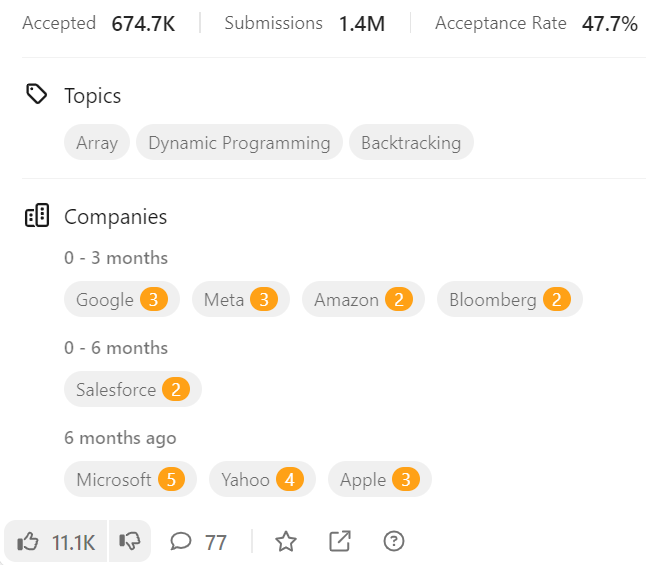 Accepted 674.7K Submissions 1.4M Acceptance Rate 47.7%
Topics
Array Dynamic Programming Backtracking
Companies
0 - 3 months
Google 3 Meta 3 Amazon 2 Bloomberg 2
0 - 6 months
Salesforce 2
6 months ago
Microsoft 5 Yahoo 4 Apple 3
11.1K 77 ?